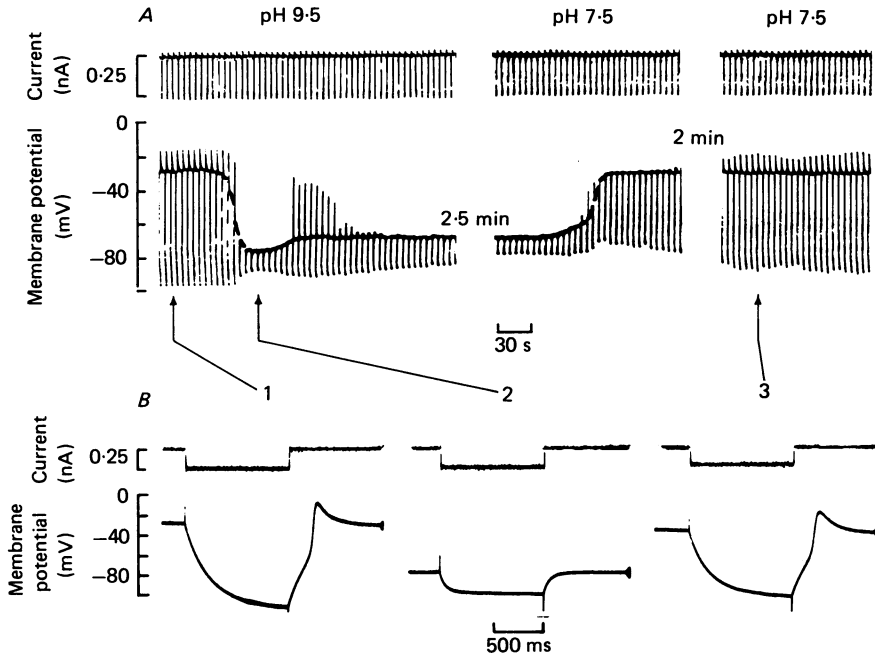 A
pH 9·5
pH 7·5
pH 7·5
Current
(nA)
0·25
Membrane potential
(mV)
0
−40
−80
2·5 min
2 min
30 s
1
2
3
B
Current
(nA)
0·25
Membrane
potential
(mV)
0
−40
−80
500 ms